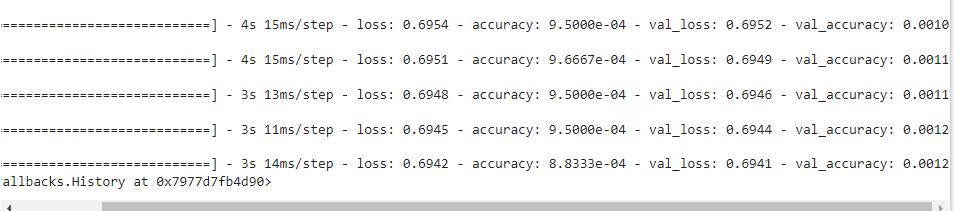 ==========================] - 4s 15ms/step - loss: 0.6954 - accuracy: 9.5000e-04 - val_loss: 0.6952 - val_accuracy: 0.0010
==========================] - 4s 15ms/step - loss: 0.6951 - accuracy: 9.6667e-04 - val_loss: 0.6949 - val_accuracy: 0.0011
==========================] - 3s 13ms/step - loss: 0.6948 - accuracy: 9.5000e-04 - val_loss: 0.6946 - val_accuracy: 0.0011
==========================] - 3s 11ms/step - loss: 0.6945 - accuracy: 9.5000e-04 - val_loss: 0.6944 - val_accuracy: 0.0012
==========================] - 3s 14ms/step - loss: 0.6942 - accuracy: 8.8333e-04 - val_loss: 0.6941 - val_accuracy: 0.0012
allbacks.History at 0x7977d7fb4d90>